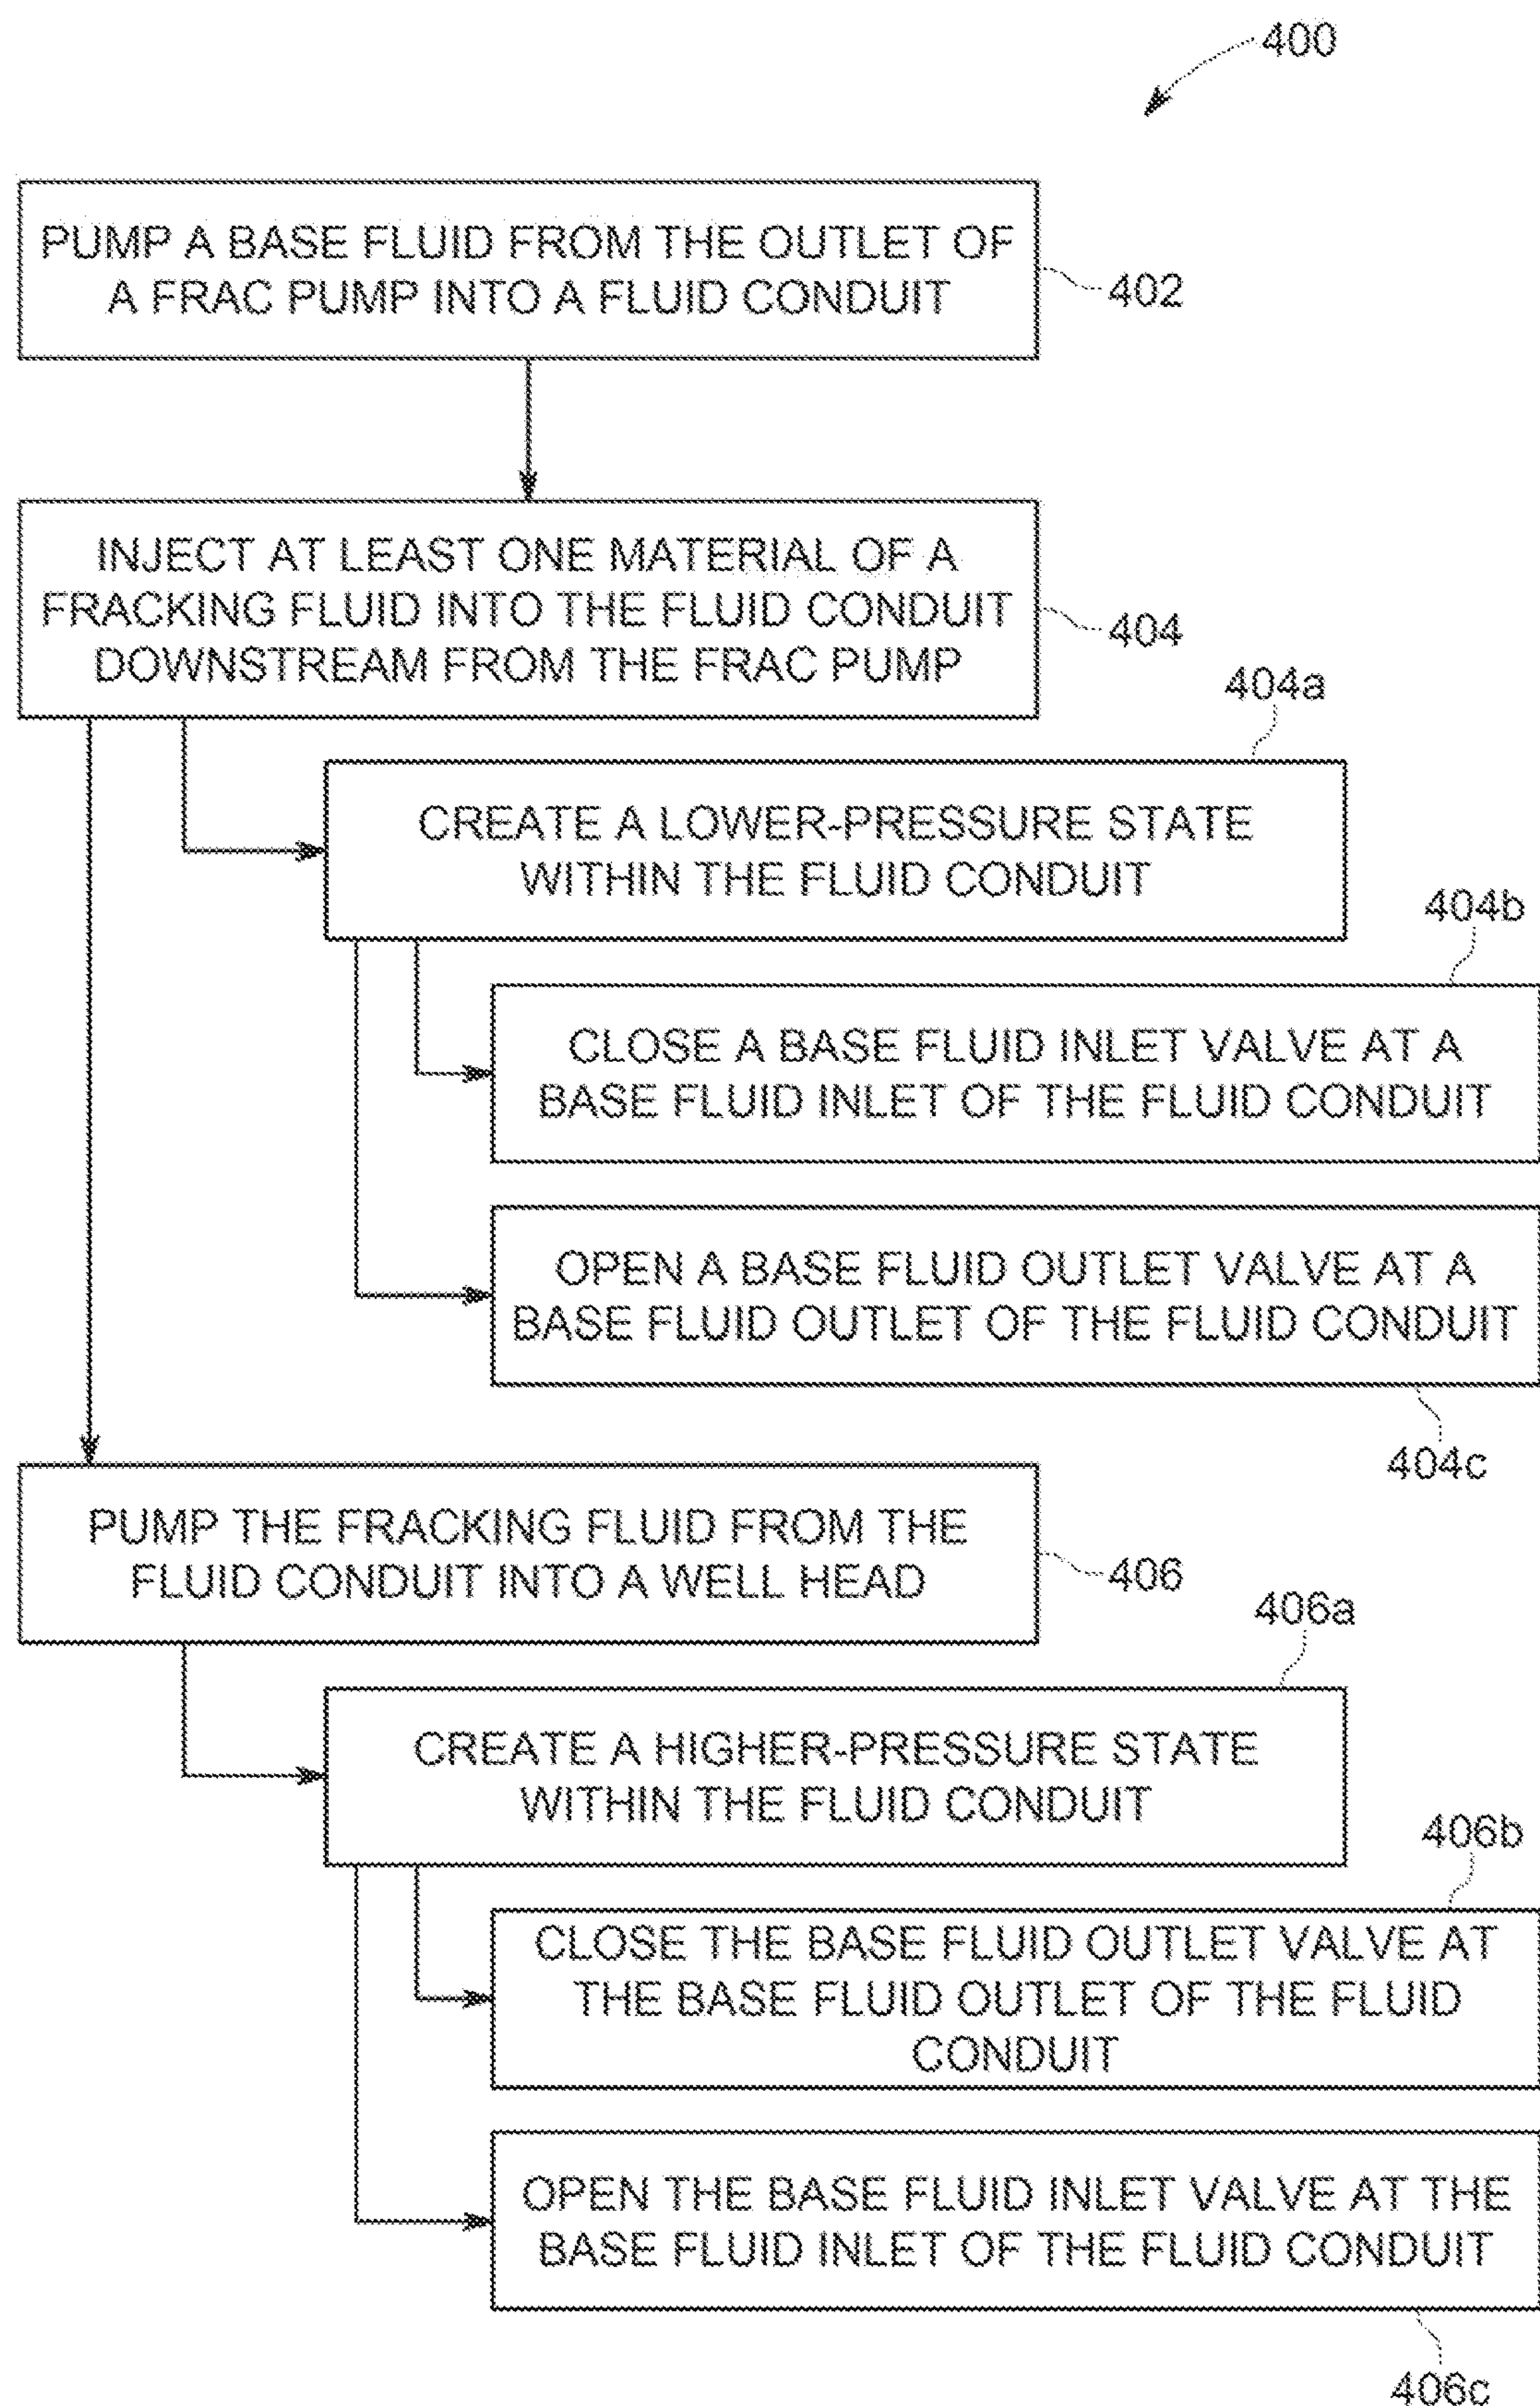 400
PUMP A BASE FLUID FROM THE OUTLET OF
A FRAC PUMP INTO A FLUID CONDUIT
402
INJECT AT LEAST ONE MATERIAL OF A
FRACKING FLUID INTO THE FLUID CONDUIT
DOWNSTREAM FROM THE FRAC PUMP
404
404a
CREATE A LOWER-PRESSURE STATE
WITHIN THE FLUID CONDUIT
404b
CLOSE A BASE FLUID INLET VALVE AT A
BASE FLUID INLET OF THE FLUID CONDUIT
OPEN A BASE FLUID OUTLET VALVE AT A
BASE FLUID OUTLET OF THE FLUID CONDUIT
404c
PUMP THE FRACKING FLUID FROM THE
FLUID CONDUIT INTO A WELL HEAD
406
406a
CREATE A HIGHER-PRESSURE STATE
WITHIN THE FLUID CONDUIT
406b
CLOSE THE BASE FLUID OUTLET VALVE AT
THE BASE FLUID OUTLET OF THE FLUID
CONDUIT
OPEN THE BASE FLUID INLET VALVE AT THE
BASE FLUID INLET OF THE FLUID CONDUIT
406c